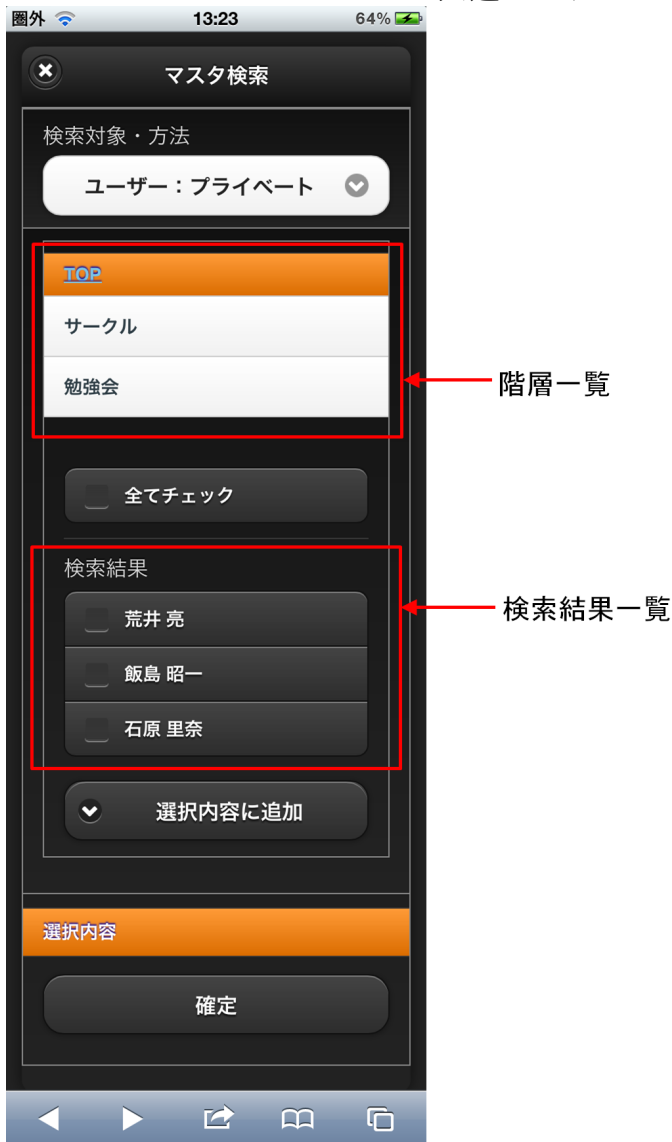 圏外 13:23 64%
マスタ検索
検索対象・方法
ユーザー：プライベート
TOP
サークル
勉強会
階層一覧
全てチェック
検索結果
検索結果一覧
荒井 亮
飯島 昭一
石原 里奈
選択内容に追加
選択内容
確定